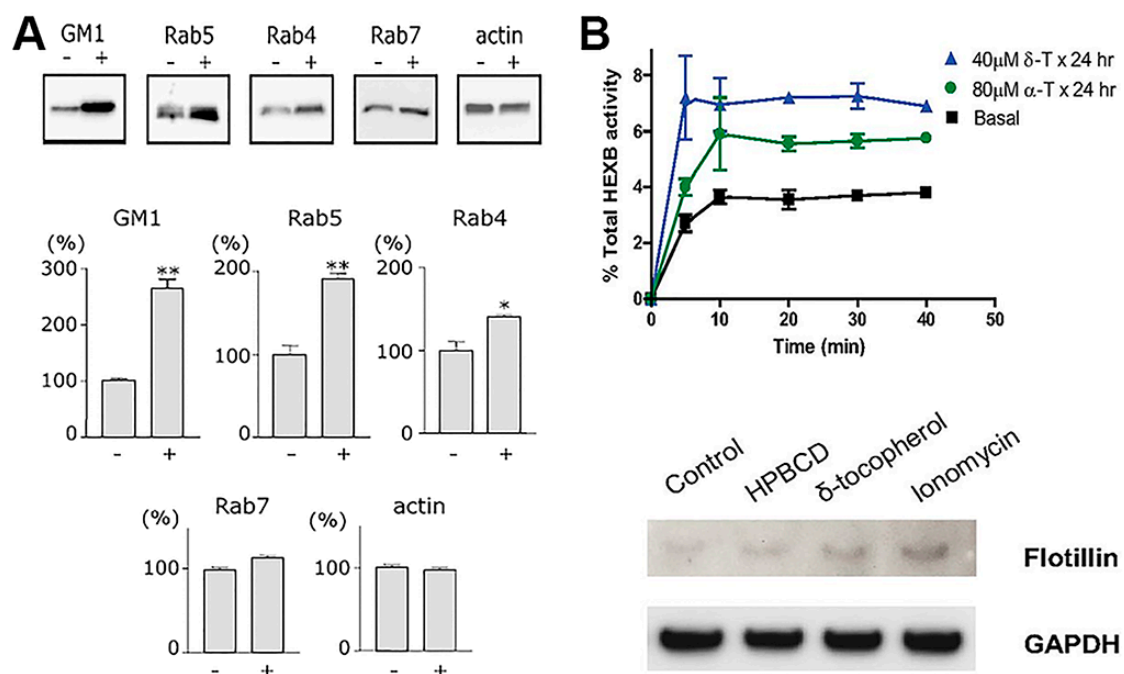 A
GM1 Rab5 Rab4 Rab7 actin
- + - + - + - + - +
GM1 Rab5 Rab4
(%) (%) (%)
300 200 200
200
100 100 100
0 0 0
- + - + - +
** ** *
Rab7 actin
(%) (%)
100 100
0 0
- + - +
B
40μM δ-T x 24 hr
80μM α-T x 24 hr
Basal
% Total HEXB activity
8
6
4
2
0
0 10 20 30 40 50
Time (min)
Control HPBCD δ-tocopherol Ionomycin
Flotillin
GAPDH